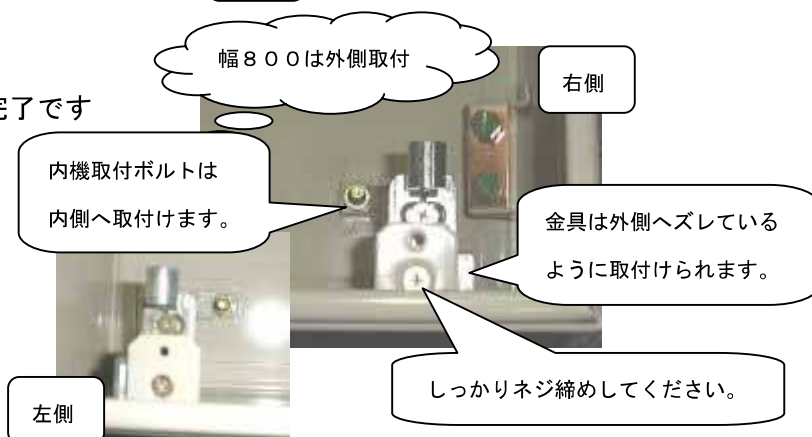 幅８００は外側取付
右側
完了です
内機取付ボルトは
内側へ取付けます。
金具は外側へズレている
ように取付けられます。
しっかりネジ締めしてください。
左側